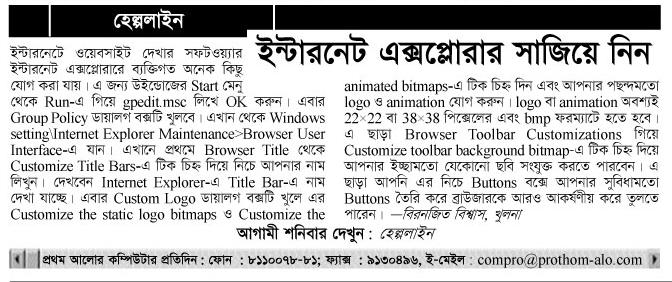 হেল্পলাইন
ইন্টারনেট এক্সপ্লোরার সাজিয়ে নিন
ইন্টারনেটে ওয়েবসাইট দেখার সফটওয়্যার
ইন্টারনেট এক্সপ্লোরারে ব্যক্তিগত অনেক কিছু
যোগ করা যায়। এ জন্য উইন্ডোজের Start মেনু
থেকে Run-এ গিয়ে gpedit.msc লিখে OK করুন। এবার
Group Policy ডায়ালগ বক্সটি খুলবে। এখান থেকে Windows
setting\Internet Explorer Maintenance>Browser User
Interface-এ যান। এখানে প্রথমে Browser Title থেকে
Customize Title Bars-এ টিক চিহ্ন দিয়ে নিচে আপনার নাম
লিখুন। দেখবেন Internet Explorer-এ Title Bar-এ নাম
দেখা যাচ্ছে। এবার Custom Logo ডায়ালগ বক্সটি খুলে এর
Customize the static logo bitmaps ও Customize the
animated bitmaps-এ টিক চিহ্ন দিন এবং আপনার পছন্দমতো
logo ও animation যোগ করুন। logo বা animation অবশ্যই
22×22 বা 38×38 পিক্সেলের এবং bmp ফরম্যাটে হতে হবে।
এ ছাড়া Browser Toolbar Customizations গিয়ে
Customize toolbar background bitmap-এ টিক চিহ্ন দিয়ে
আপনার ইচ্ছামতো যেকোনো ছবি সংযুক্ত করতে পারবেন। এ
ছাড়া আপনি এর নিচে Buttons বক্সে আপনার সুবিধামতো
Buttons তৈরি করে ব্রাউজারকে আরও আকর্ষণীয় করে তুলতে
পারেন। —বিরনজিত বিশ্বাস, খুলনা
আগামী শনিবার দেখুন : হেল্পলাইন
প্রথম আলোর কম্পিউটার প্রতিদিন : ফোন : ৮১১০০৭৮-৮১; ফ্যাক্স : ৯১৩০৪৯৬, ই-মেইল : compro@prothom-alo.com